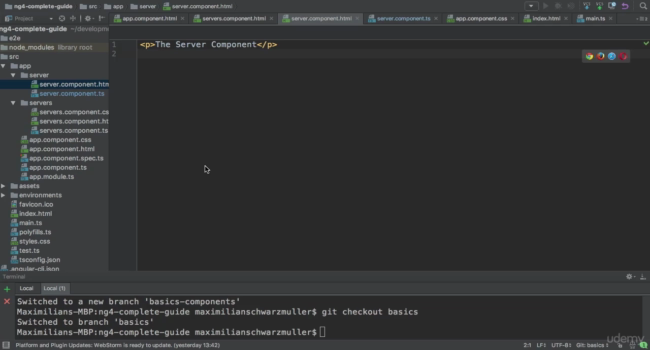 ng4-complete-guide src app server server.component.html
Project
app.component.html servers.component.html server.component.html server.component.ts app.component.css index.html main.ts
ng4-complete-guide ~/developme
e2e
node_modules library root
src
app
server
server.component.htm
server.component.ts
servers
servers.component.cs
servers.component.ht
servers.component.ts
app.component.css
app.component.html
app.component.spec.ts
app.component.ts
app.module.ts
assets
environments
favicon.ico
index.html
main.ts
polyfills.ts
styles.css
test.ts
tsconfig.json
.angular-cli.json
1 <p>The Server Component</p>
2
Terminal
Local Local (1)
Switched to a new branch 'basics-components'
Maximilians-MBP:ng4-complete-guide maximilianschwarzmuller$ git checkout basics
Switched to branch 'basics'
Maximilians-MBP:ng4-complete-guide maximilianschwarzmuller$
Platform and Plugin Updates: WebStorm is ready to update. (yesterday 13:42) 2:1 LF÷ UTF-8÷ Git: basics÷
udemy